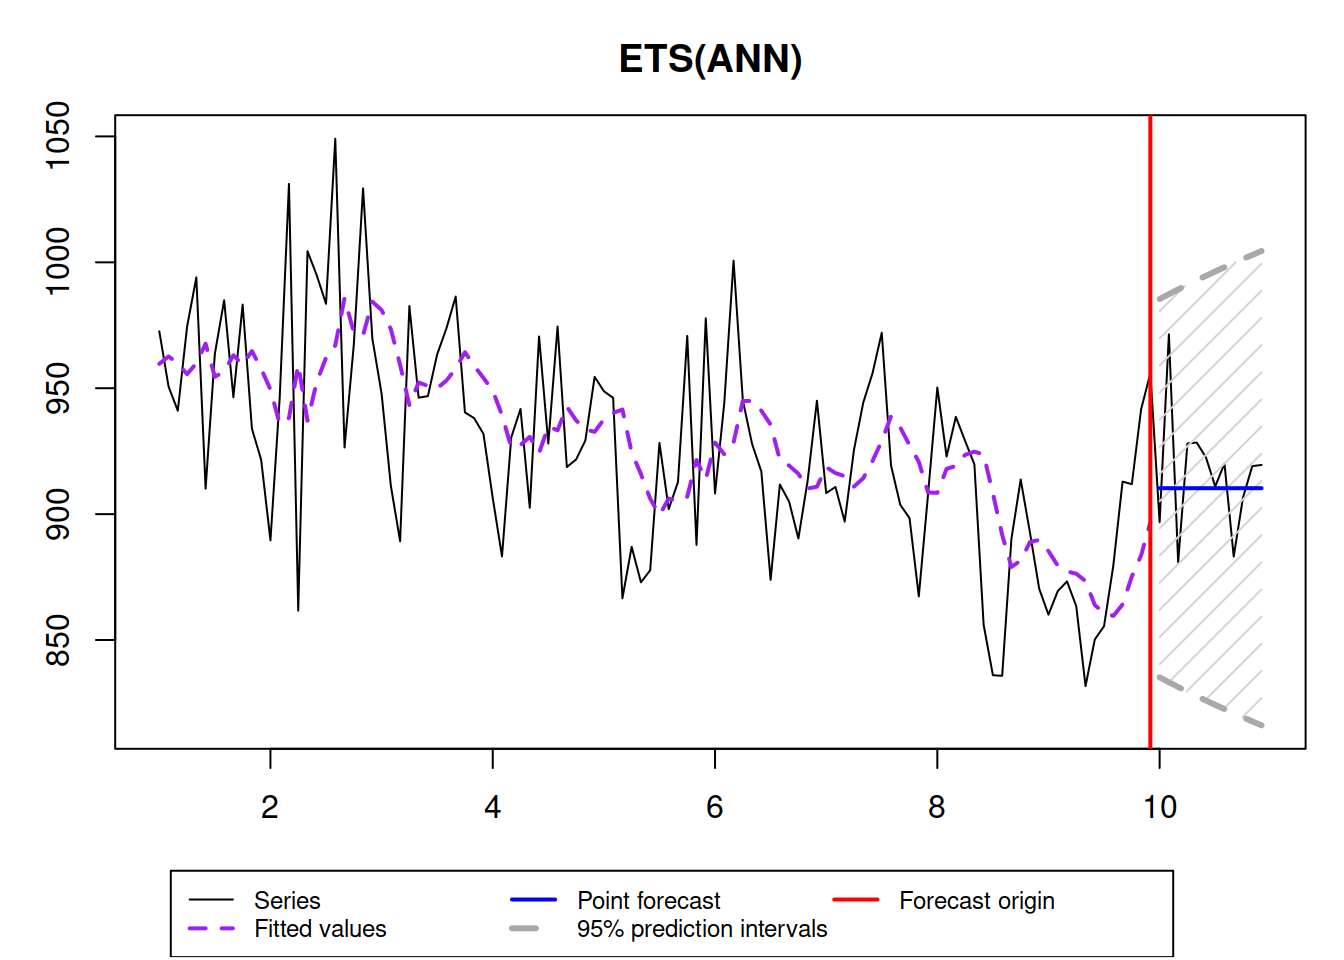 ETS(ANN)
1050
1000
950
900
850
2 4 6 8 10
Series Point forecast Forecast origin
Fitted values 95% prediction intervals